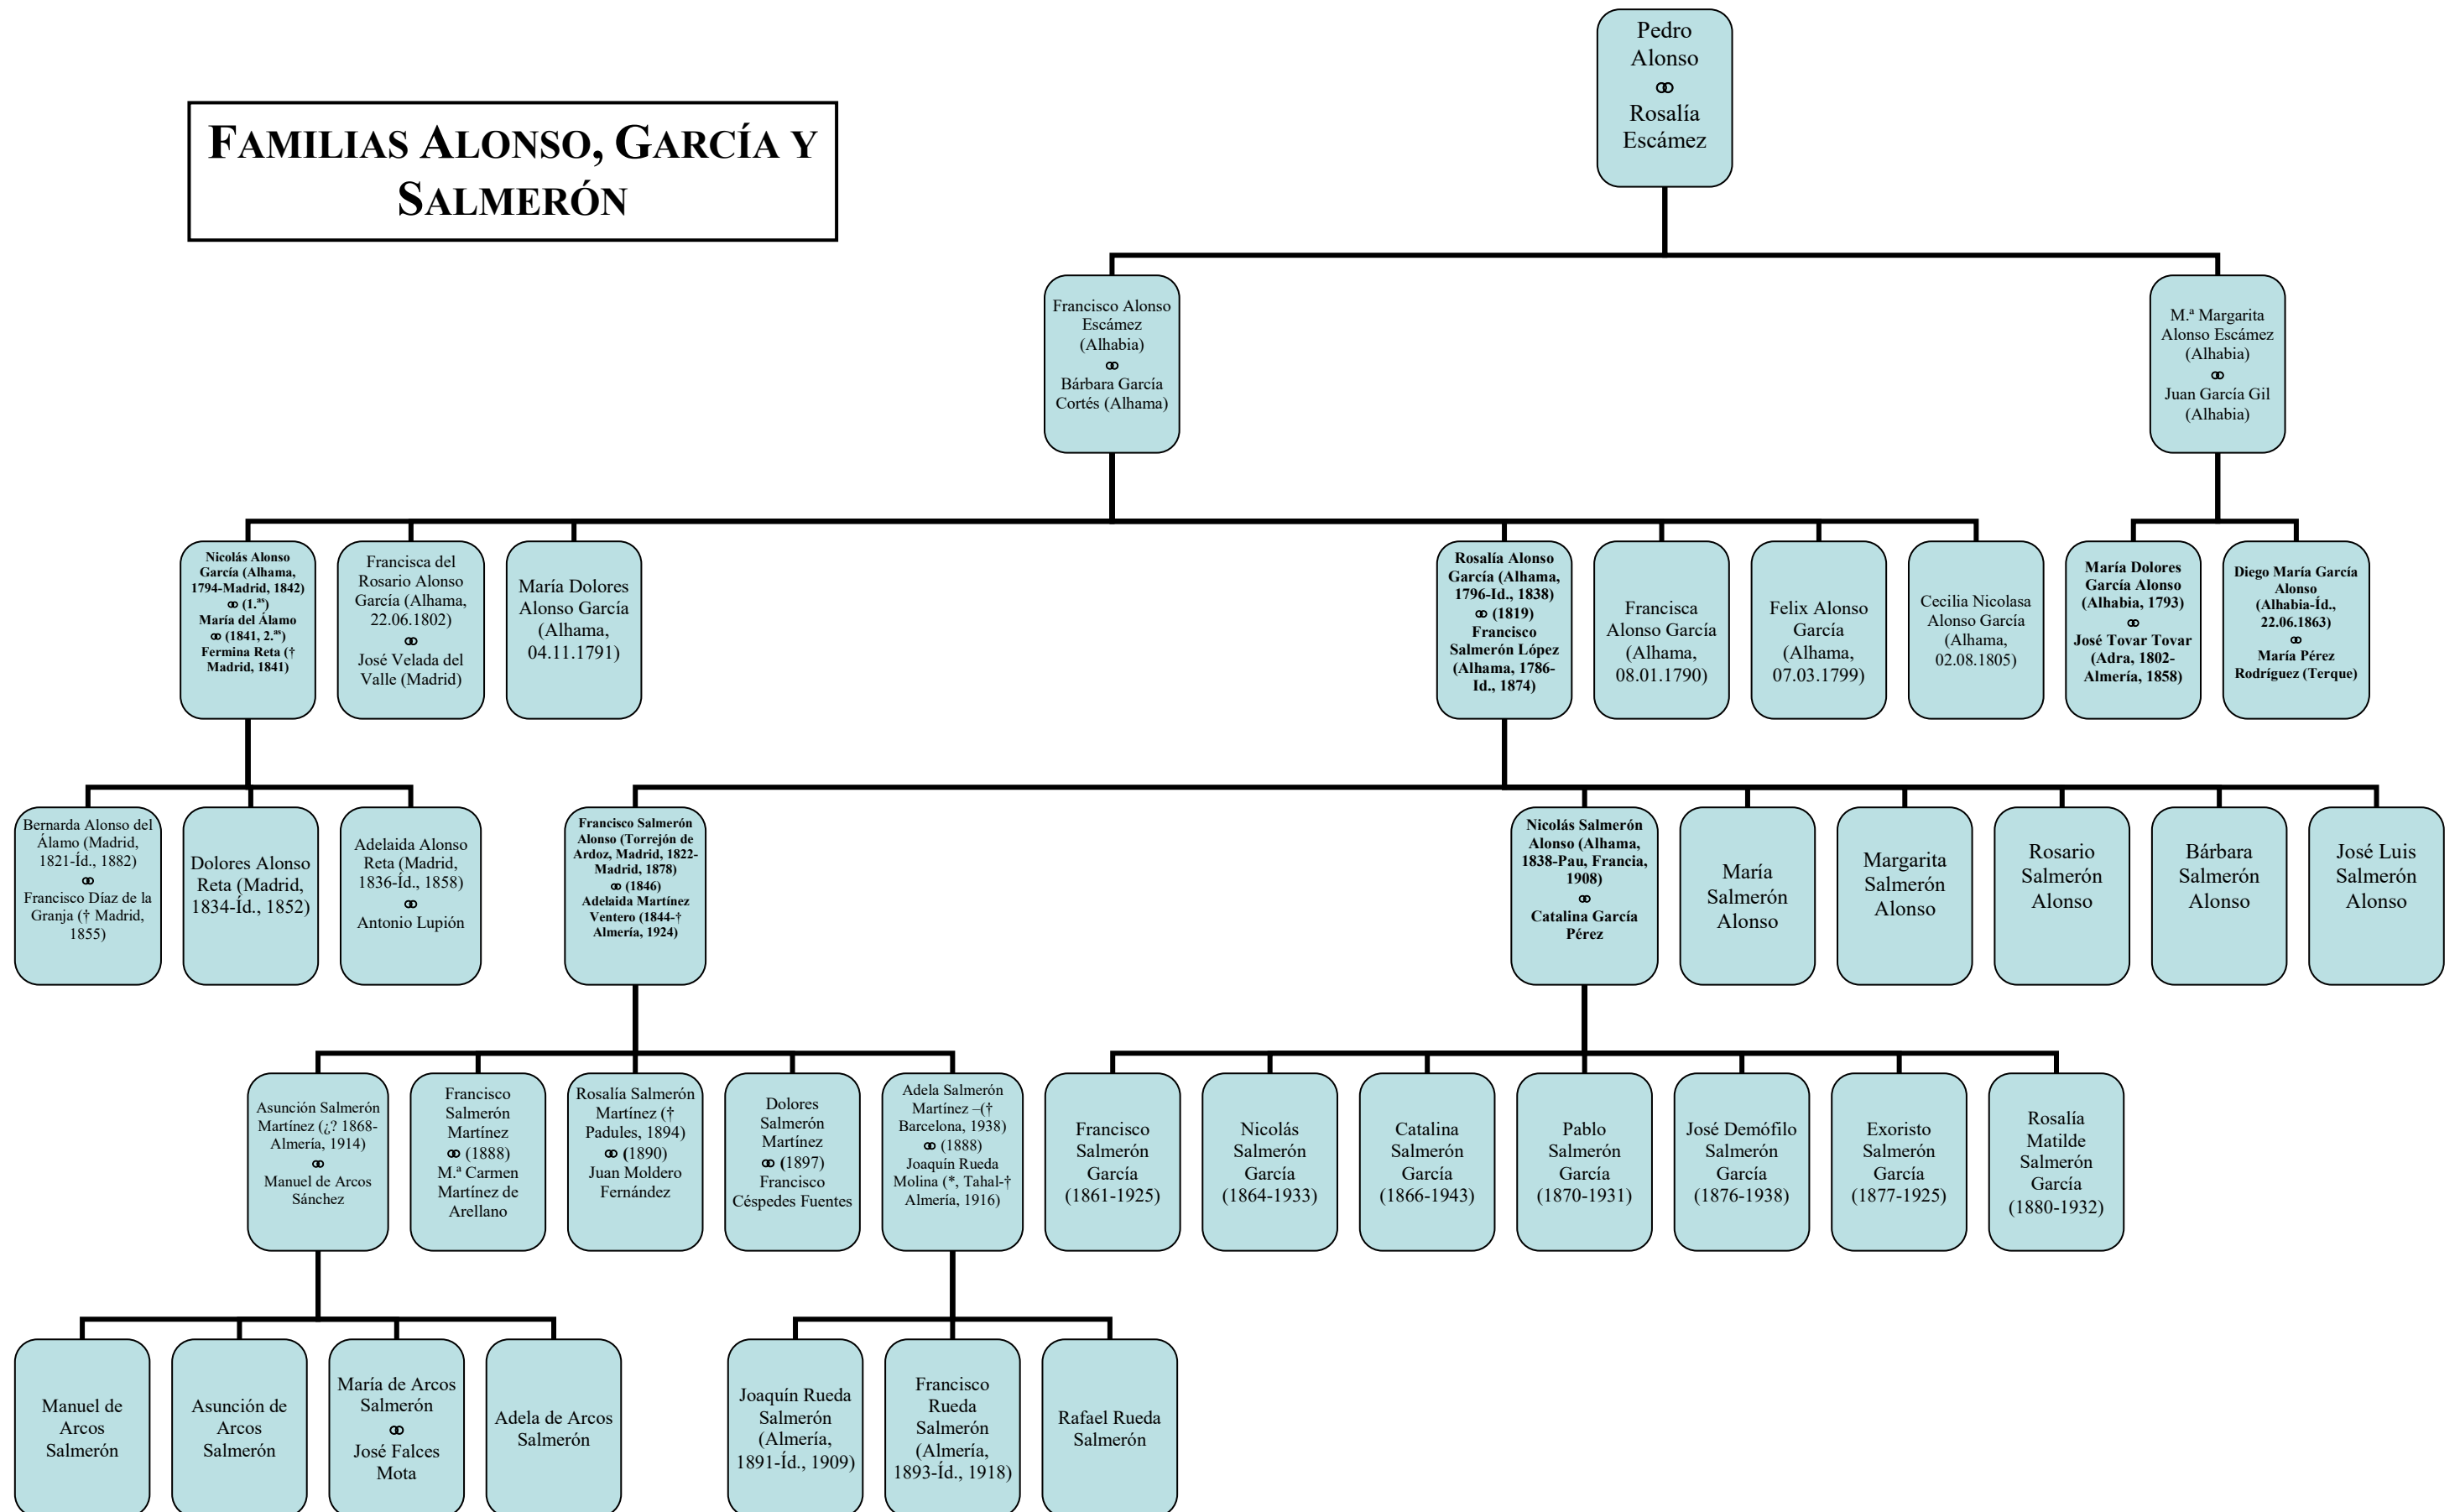 FAMILIAS ALONSO, GARCÍA Y
SALMERÓN
Pedro
Alonso
⚭
Rosalía
Escámez
Francisco Alonso
Escámez
(Alhabia)
⚭
Bárbara García
Cortés (Alhama)
M.ª Margarita
Alonso Escámez
(Alhabia)
⚭
Juan García Gil
(Alhabia)
Nicolás Alonso
García (Alhama,
1794-Madrid, 1842)
⚭ (1.ᵃˢ)
María del Álamo
⚭ (1841, 2.ᵃˢ)
Fermina Reta (†
Madrid, 1841)
Francisca del
Rosario Alonso
García (Alhama,
22.06.1802)
⚭
José Velada del
Valle (Madrid)
María Dolores
Alonso García
(Alhama,
04.11.1791)
Rosalía Alonso
García (Alhama,
1796-Id., 1838)
⚭ (1819)
Francisco
Salmerón López
(Alhama, 1786-
Id., 1874)
Francisca
Alonso García
(Alhama,
08.01.1790)
Felix Alonso
García
(Alhama,
07.03.1799)
Cecilia Nicolasa
Alonso García
(Alhama,
02.08.1805)
María Dolores
García Alonso
(Alhabia, 1793)
⚭
José Tovar Tovar
(Adra, 1802-
Almería, 1858)
Diego María García
Alonso
(Alhabia-Íd.,
22.06.1863)
⚭
María Pérez
Rodríguez (Terque)
Bernarda Alonso del
Álamo (Madrid,
1821-Íd., 1882)
⚭
Francisco Díaz de la
Granja († Madrid,
1855)
Dolores Alonso
Reta (Madrid,
1834-Íd., 1852)
Adelaida Alonso
Reta (Madrid,
1836-Íd., 1858)
⚭
Antonio Lupión
Francisco Salmerón
Alonso (Torrejón de
Ardoz, Madrid, 1822-
Madrid, 1878)
⚭ (1846)
Adelaida Martínez
Ventero (1844-†
Almería, 1924)
Nicolás Salmerón
Alonso (Alhama,
1838-Pau, Francia,
1908)
⚭
Catalina García
Pérez
María
Salmerón
Alonso
Margarita
Salmerón
Alonso
Rosario
Salmerón
Alonso
Bárbara
Salmerón
Alonso
José Luis
Salmerón
Alonso
Asunción Salmerón
Martínez (¿? 1868-
Almería, 1914)
⚭
Manuel de Arcos
Sánchez
Francisco
Salmerón
Martínez
⚭ (1888)
M.ª Carmen
Martínez de
Arellano
Rosalía Salmerón
Martínez (†
Padules, 1894)
⚭ (1890)
Juan Moldero
Fernández
Dolores
Salmerón
Martínez
⚭ (1897)
Francisco
Céspedes Fuentes
Adela Salmerón
Martínez –(†
Barcelona, 1938)
⚭ (1888)
Joaquín Rueda
Molina (*, Tahal-†
Almería, 1916)
Francisco
Salmerón
García
(1861-1925)
Nicolás
Salmerón
García
(1864-1933)
Catalina
Salmerón
García
(1866-1943)
Pablo
Salmerón
García
(1870-1931)
José Demófilo
Salmerón
García
(1876-1938)
Exoristo
Salmerón
García
(1877-1925)
Rosalía
Matilde
Salmerón
García
(1880-1932)
Manuel de
Arcos
Salmerón
Asunción de
Arcos
Salmerón
María de Arcos
Salmerón
⚭
José Falces
Mota
Adela de Arcos
Salmerón
Joaquín Rueda
Salmerón
(Almería,
1891-Íd., 1909)
Francisco
Rueda
Salmerón
(Almería,
1893-Íd., 1918)
Rafael Rueda
Salmerón